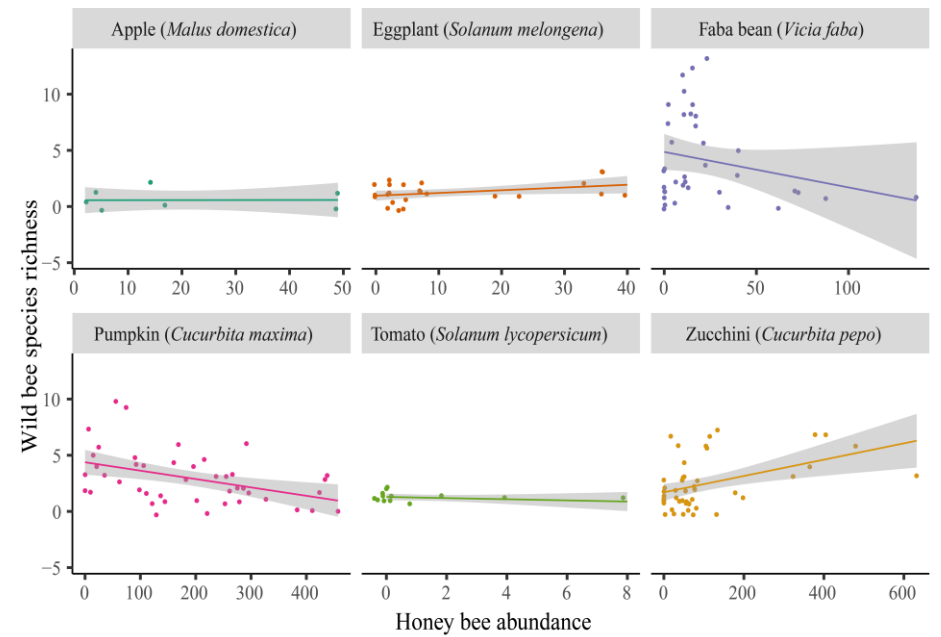 Apple (Malus domestica)
Eggplant (Solanum melongena)
Faba bean (Vicia faba)
10
5
0
−5
0 10 20 30 40 50
0 10 20 30 40
0 50 100
Wild bee species richness
Pumpkin (Cucurbita maxima)
Tomato (Solanum lycopersicum)
Zucchini (Cucurbita pepo)
10
5
0
−5
0 100 200 300 400
0 2 4 6 8
0 200 400 600
Honey bee abundance